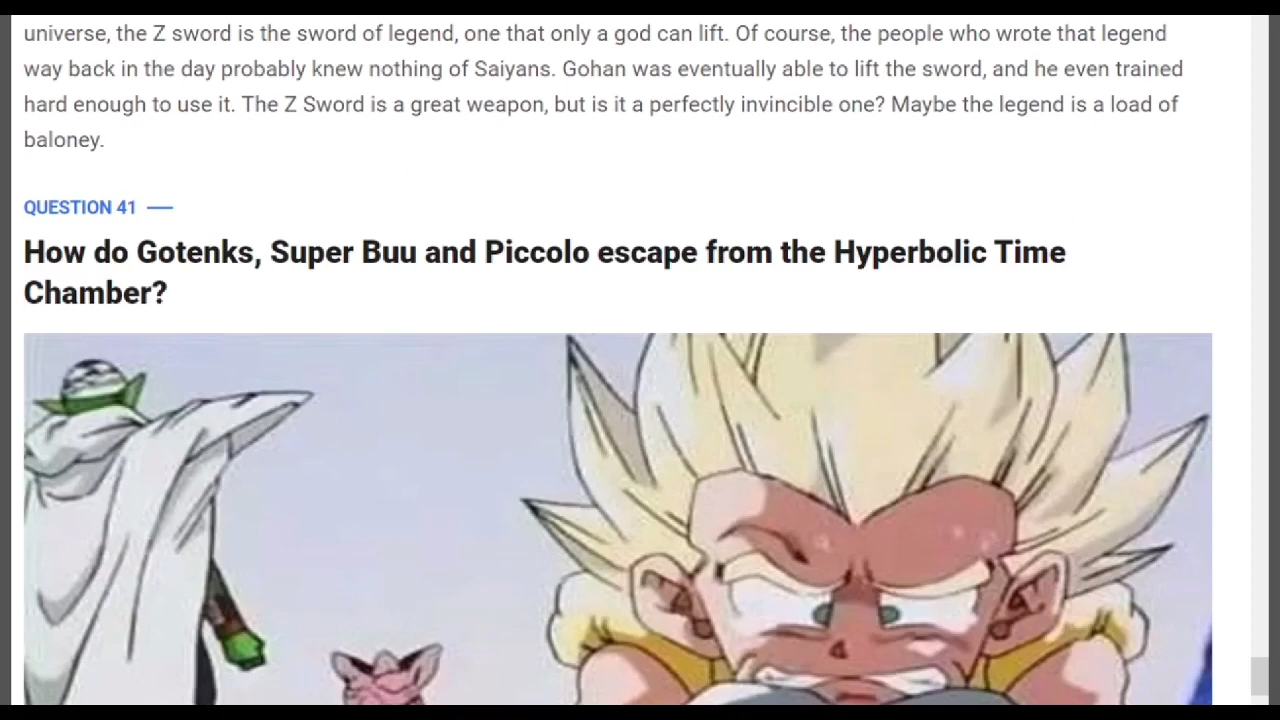 universe, the Z sword is the sword of legend, one that only a god can lift. Of course, the people who wrote that legend
way back in the day probably knew nothing of Saiyans. Gohan was eventually able to lift the sword, and he even trained
hard enough to use it. The Z Sword is a great weapon, but is it a perfectly invincible one? Maybe the legend is a load of
baloney.
QUESTION 41 —
How do Gotenks, Super Buu and Piccolo escape from the Hyperbolic Time
Chamber?